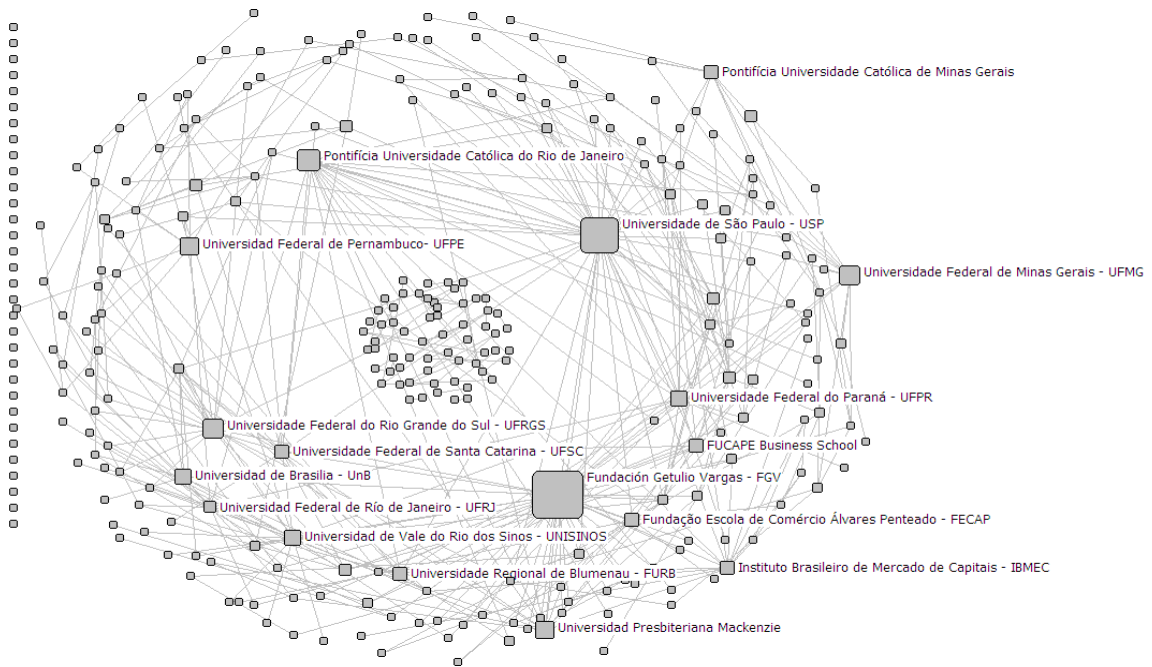 Pontifícia Universidade Católica de Minas Gerais
Pontifícia Universidade Católica do Rio de Janeiro
Universidade de São Paulo - USP
Universidad Federal de Pernambuco- UFPE
Universidade Federal de Minas Gerais - UFMG
Universidade Federal do Paraná - UFPR
Universidade Federal do Rio Grande do Sul - UFRGS
FUCAPE Business School
Universidade Federal de Santa Catarina - UFSC
Universidad de Brasilia - UnB
Fundación Getulio Vargas - FGV
Universidad Federal de Río de Janeiro - UFRJ
Fundação Escola de Comércio Álvares Penteado - FECAP
Universidad de Vale do Rio dos Sinos - UNISINOS
Instituto Brasileiro de Mercado de Capitais - IBMEC
Universidade Regional de Blumenau - FURB
Universidad Presbiteriana Mackenzie